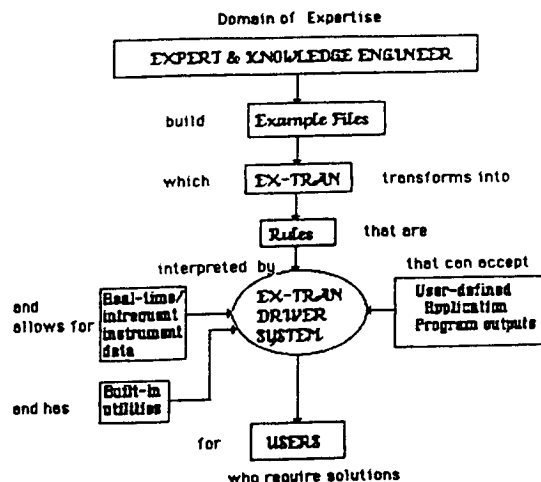 Domain of Expertise
EXPERT & KNOWLEDGE ENGINEER
build Example Files
which EX-TRAN transforms into
Rules that are
interpreted by
that can accept
and allows for
Real-time/
infrequent
instrument
data
EX-TRAN
DRIVER
SYSTEM
User-defined
Application
Program outputs
and has
Built-in
utilities
for USERS
who require solutions